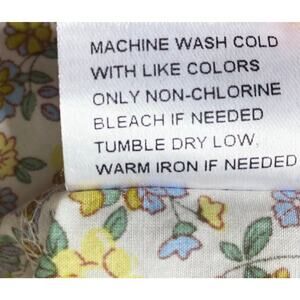 MACHINE WASH COLD
WITH LIKE COLORS
ONLY NON-CHLORINE
BLEACH IF NEEDED
TUMBLE DRY LOW,
WARM IRON IF NEEDED